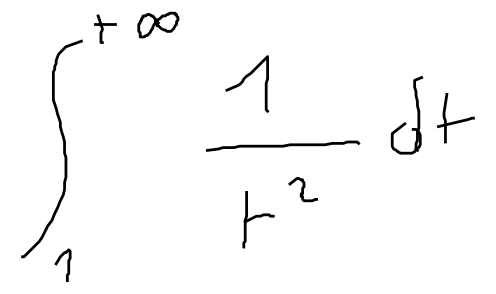 ∫₁^{+∞} 1/t² dt